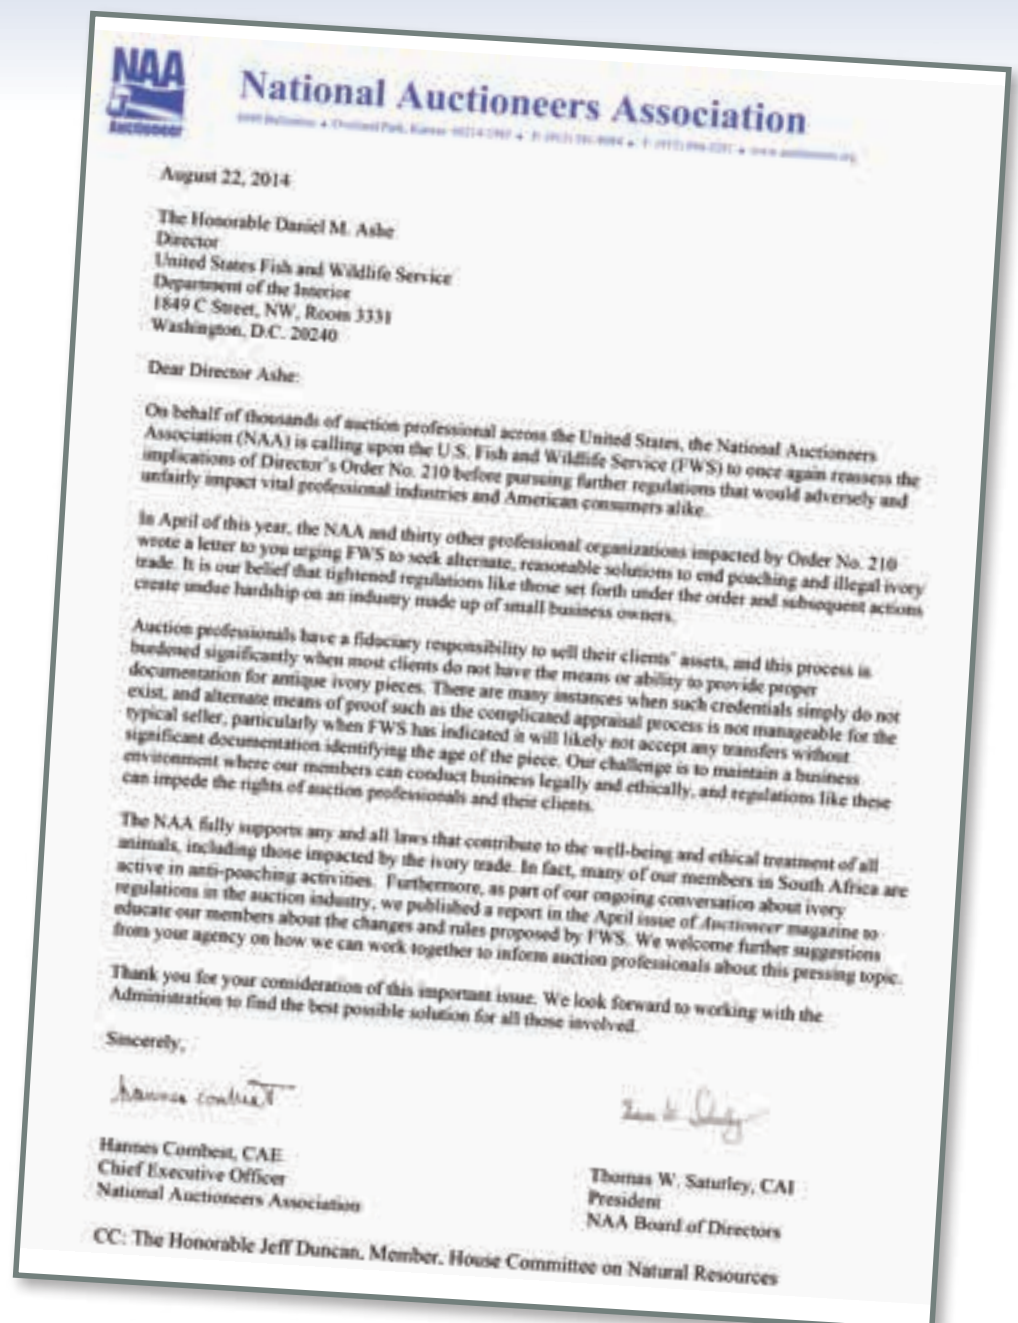 NAA
Auctioneer
National Auctioneers Association
Overland Park, Kansas
August 22, 2014
The Honorable Daniel M. Ashe
Director
United States Fish and Wildlife Service
Department of the Interior
1849 C Street, NW, Room 3331
Washington, D.C. 20240
Dear Director Ashe:
On behalf of thousands of auction professional across the United States, the National Auctioneers
Association (NAA) is calling upon the U.S. Fish and Wildlife Service (FWS) to once again reassess the
implications of Director's Order No. 210 before pursuing further regulations that would adversely and
unfairly impact vital professional industries and American consumers alike.
In April of this year, the NAA and thirty other professional organizations impacted by Order No. 210
wrote a letter to you urging FWS to seek alternate, reasonable solutions to end poaching and illegal ivory
trade. It is our belief that tightened regulations like those set forth under the order and subsequent actions
create undue hardship on an industry made up of small business owners.
Auction professionals have a fiduciary responsibility to sell their clients' assets, and this process is
burdened significantly when most clients do not have the means or ability to provide proper
documentation for antique ivory pieces. There are many instances when such credentials simply do not
exist, and alternate means of proof such as the complicated appraisal process is not manageable for the
typical seller, particularly when FWS has indicated it will likely not accept any transfers without
significant documentation identifying the age of the piece. Our challenge is to maintain a business
environment where our members can conduct business legally and ethically, and regulations like these
can impede the rights of auction professionals and their clients.
The NAA fully supports any and all laws that contribute to the well-being and ethical treatment of all
animals, including those impacted by the ivory trade. In fact, many of our members in South Africa are
active in anti-poaching activities. Furthermore, as part of our ongoing conversation about ivory
regulations in the auction industry, we published a report in the April issue of Auctioneer magazine to
educate our members about the changes and rules proposed by FWS. We welcome further suggestions
from your agency on how we can work together to inform auction professionals about this pressing topic.
Thank you for your consideration of this important issue. We look forward to working with the
Administration to find the best possible solution for all those involved.
Sincerely,
Hannes Combest, CAE
Chief Executive Officer
National Auctioneers Association
Thomas W. Saturley, CAI
President
NAA Board of Directors
CC: The Honorable Jeff Duncan, Member, House Committee on Natural Resources